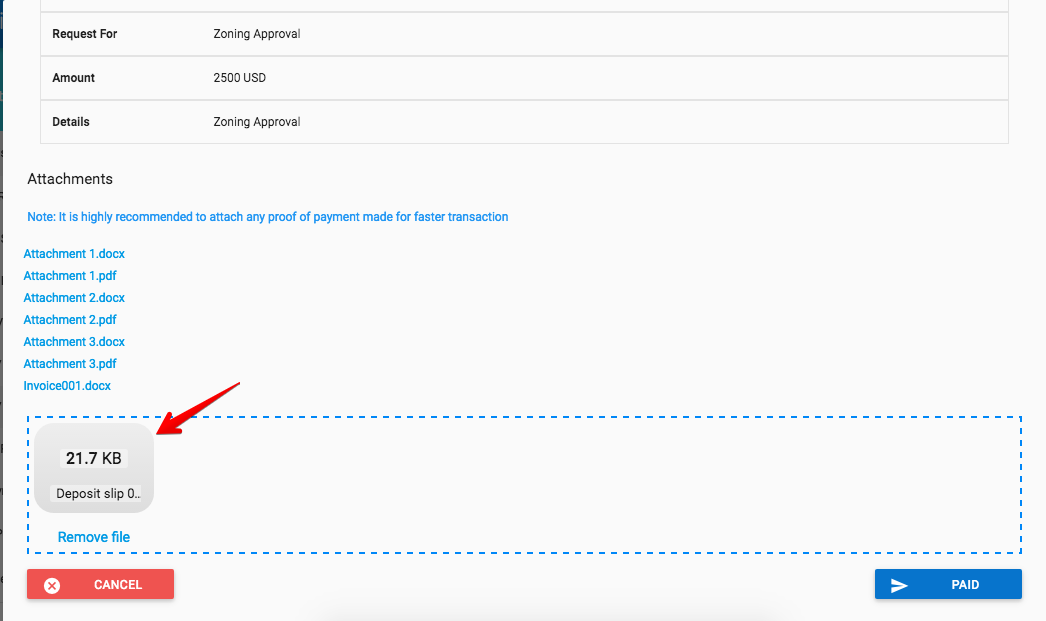 Request For Zoning Approval
Amount 2500 USD
Details Zoning Approval
Attachments
Note: It is highly recommended to attach any proof of payment made for faster transaction
Attachment 1.docx
Attachment 1.pdf
Attachment 2.docx
Attachment 2.pdf
Attachment 3.docx
Attachment 3.pdf
Invoice001.docx
21.7 KB
Deposit slip 0..
Remove file
CANCEL PAID